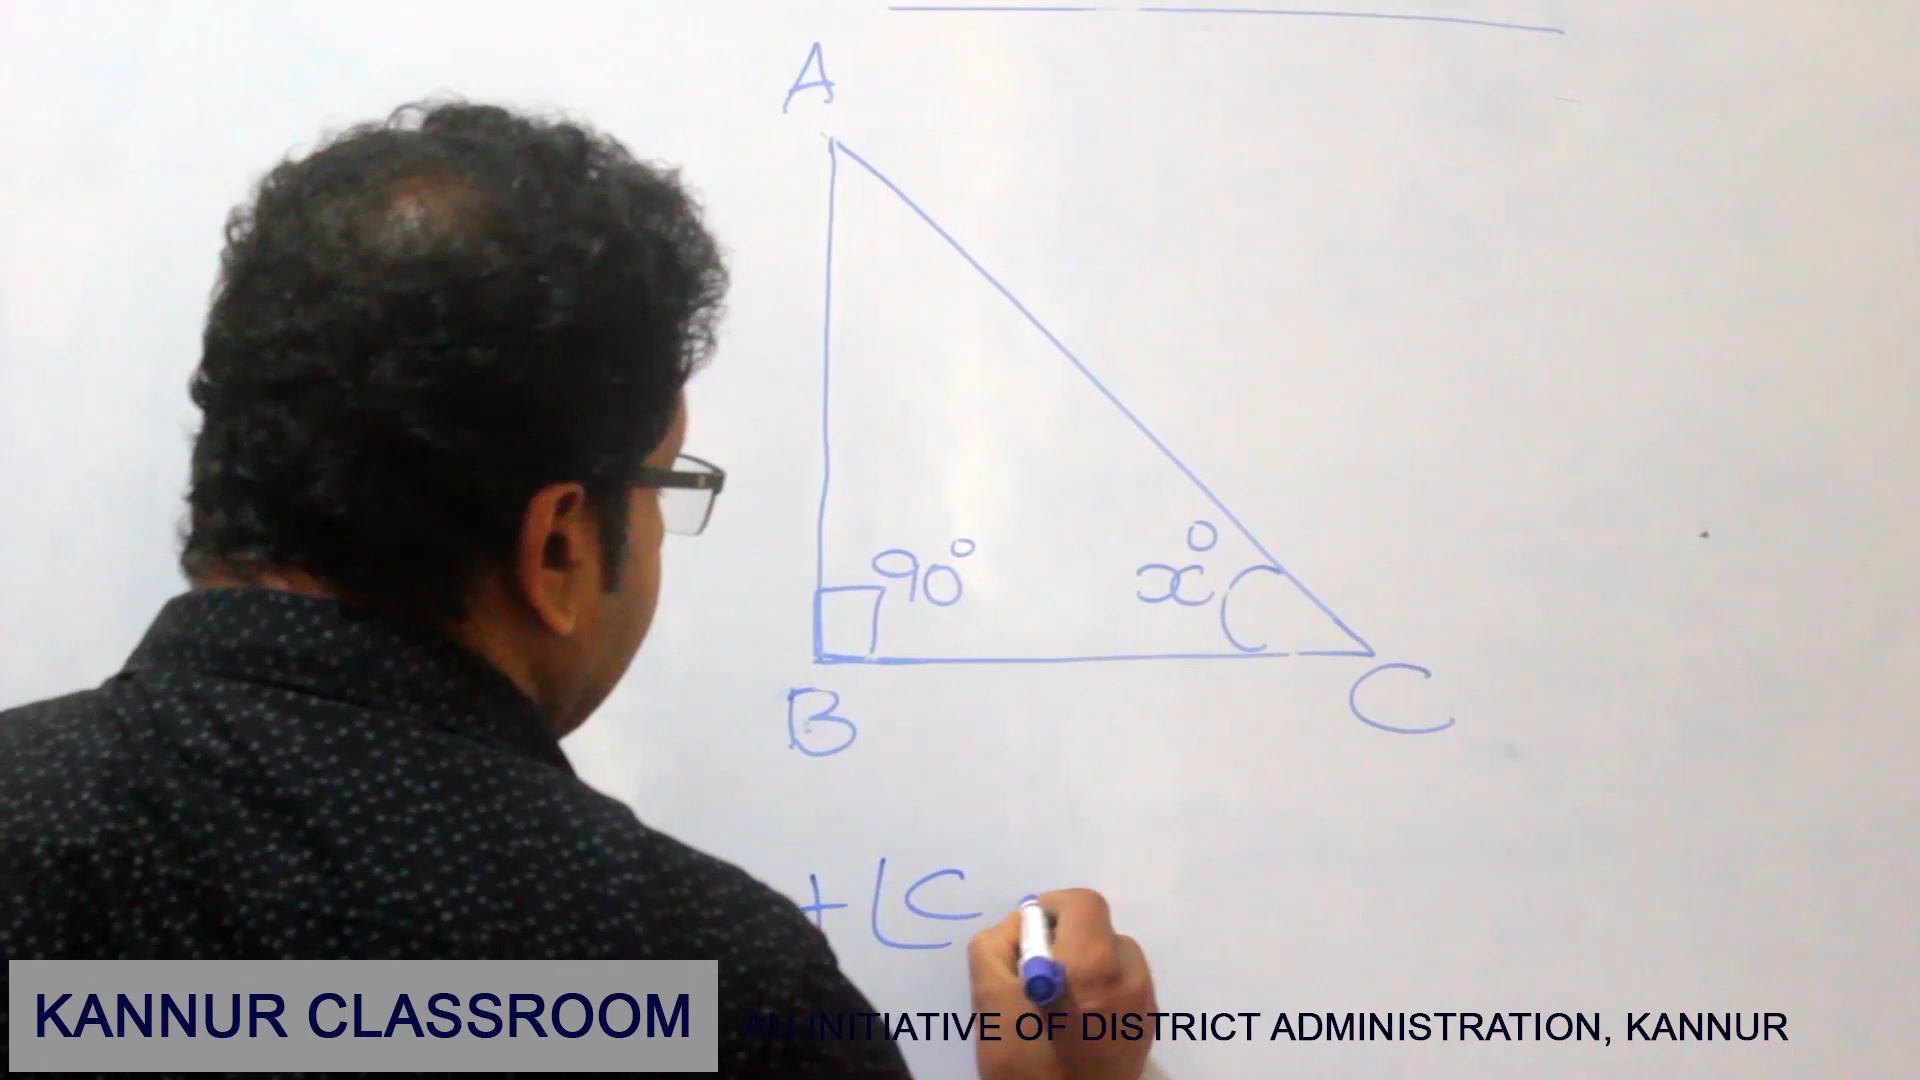 A
90°
x°
B
C
+ ∠C
KANNUR CLASSROOM
AN INITIATIVE OF DISTRICT ADMINISTRATION, KANNUR